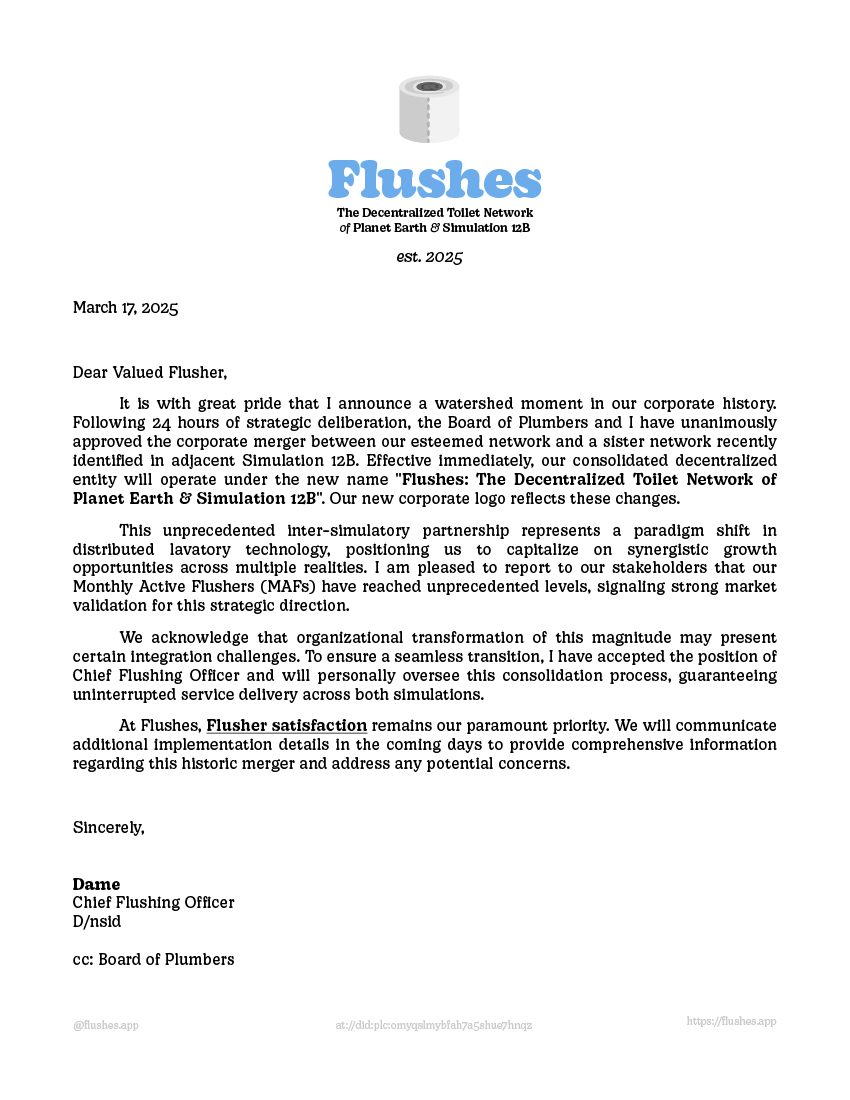 Flushes
The Decentralized Toilet Network
of Planet Earth & Simulation 12B
est. 2025
March 17, 2025
Dear Valued Flusher,
It is with great pride that I announce a watershed moment in our corporate history.
Following 24 hours of strategic deliberation, the Board of Plumbers and I have unanimously
approved the corporate merger between our esteemed network and a sister network recently
identified in adjacent Simulation 12B. Effective immediately, our consolidated decentralized
entity will operate under the new name "Flushes: The Decentralized Toilet Network of
Planet Earth & Simulation 12B". Our new corporate logo reflects these changes.
This unprecedented inter-simulatory partnership represents a paradigm shift in
distributed lavatory technology, positioning us to capitalize on synergistic growth
opportunities across multiple realities. I am pleased to report to our stakeholders that our
Monthly Active Flushers (MAFs) have reached unprecedented levels, signaling strong market
validation for this strategic direction.
We acknowledge that organizational transformation of this magnitude may present
certain integration challenges. To ensure a seamless transition, I have accepted the position of
Chief Flushing Officer and will personally oversee this consolidation process, guaranteeing
uninterrupted service delivery across both simulations.
At Flushes, Flusher satisfaction remains our paramount priority. We will communicate
additional implementation details in the coming days to provide comprehensive information
regarding this historic merger and address any potential concerns.
Sincerely,
Dame
Chief Flushing Officer
D/nsid
cc: Board of Plumbers
@flushes.app at://did:plc:omyqslmybfah7a5shue7hnqz https://flushes.app